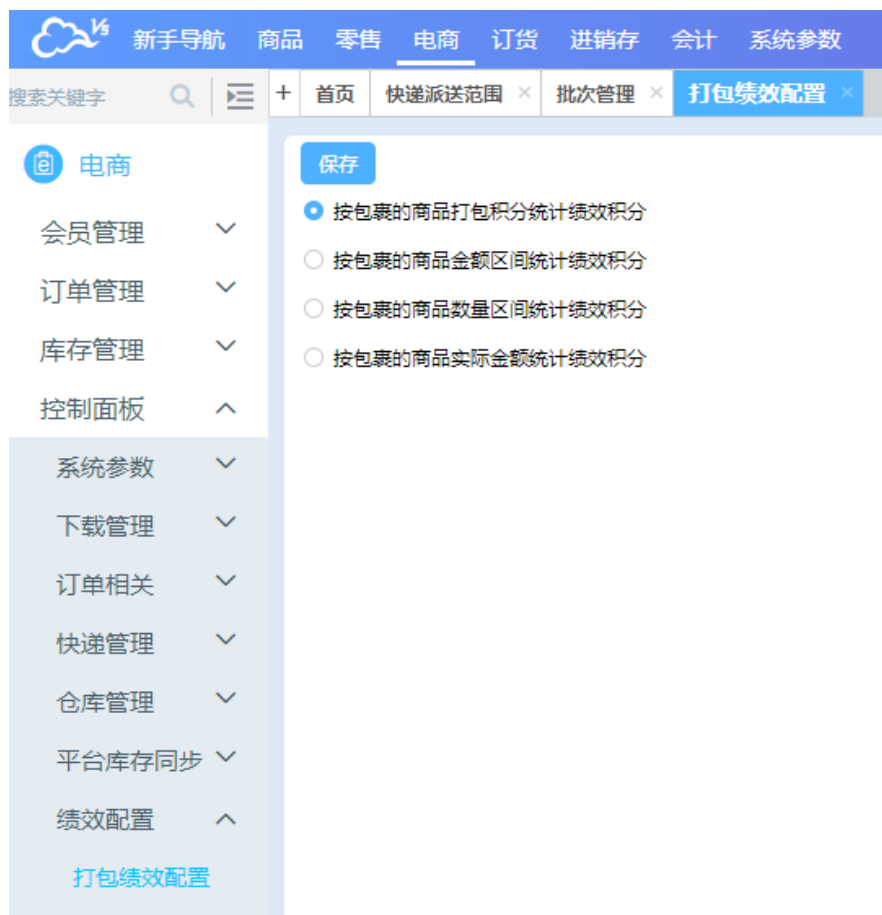 V5 新手导航 商品 零售 电商 订货 进销存 会计 系统参数
搜索关键字 + 首页 快递派送范围 × 批次管理 × 打包绩效配置 ×
电商
保存
按包裹的商品打包积分统计绩效积分
会员管理
按包裹的商品金额区间统计绩效积分
订单管理
按包裹的商品数量区间统计绩效积分
库存管理
按包裹的商品实际金额统计绩效积分
控制面板
系统参数
下载管理
订单相关
快递管理
仓库管理
平台库存同步
绩效配置
打包绩效配置